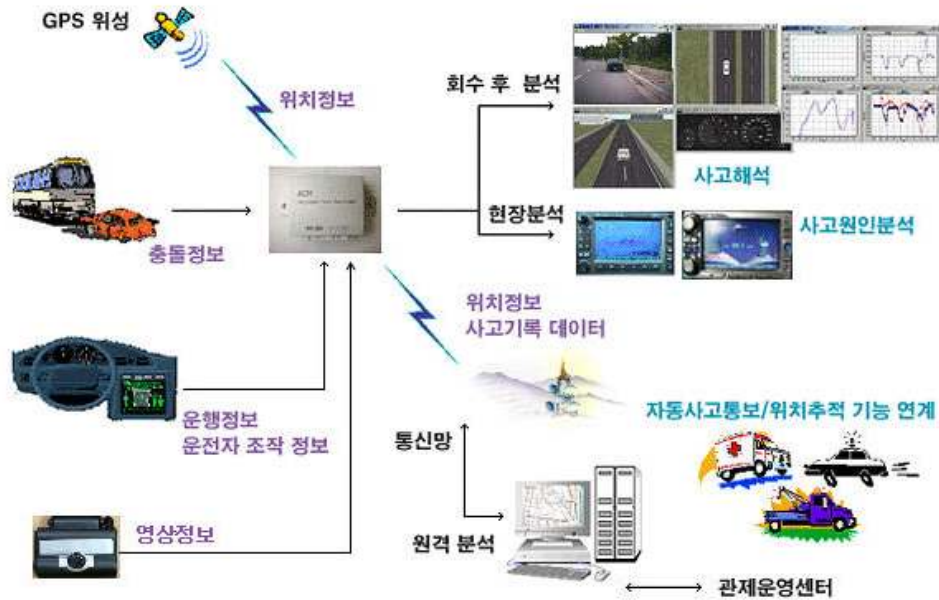 GPS 위성
위치정보
회수 후 분석
사고해석
충돌정보
현장분석
사고원인분석
위치정보
사고기록 데이터
운행정보
운전자 조작 정보
자동사고통보/위치추적 기능 연계
통신망
영상정보
원격 분석
관제운영센터